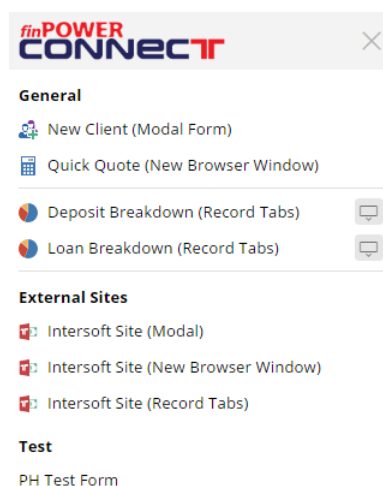 finPOWER
CONNECT
General
New Client (Modal Form)
Quick Quote (New Browser Window)
Deposit Breakdown (Record Tabs)
Loan Breakdown (Record Tabs)
External Sites
Intersoft Site (Modal)
Intersoft Site (New Browser Window)
Intersoft Site (Record Tabs)
Test
PH Test Form